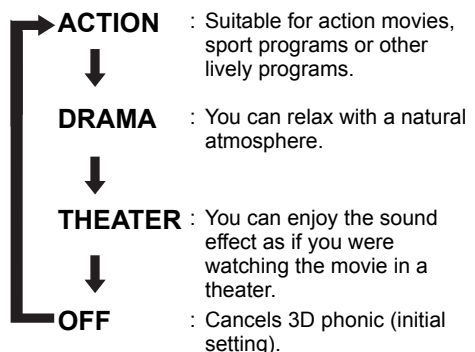 ACTION : Suitable for action movies,
sport programs or other
lively programs.
DRAMA : You can relax with a natural
atmosphere.
THEATER : You can enjoy the sound
effect as if you were
watching the movie in a
theater.
OFF : Cancels 3D phonic (initial
setting).